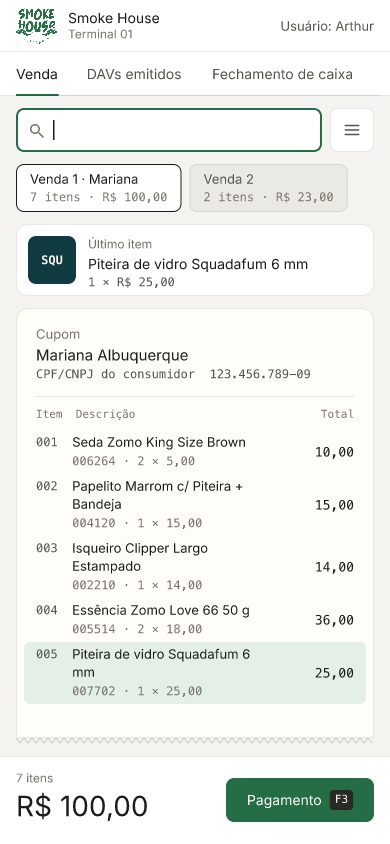 SMOKE
HOUSE
Smoke House
Terminal 01
Usuário: Arthur
Venda
DAVs emitidos
Fechamento de caixa
Venda 1 · Mariana
7 itens · R$ 100,00
Venda 2
2 itens · R$ 23,00
SQU
Último item
Piteira de vidro Squadafum 6 mm
1 × R$ 25,00
Cupom
Mariana Albuquerque
CPF/CNPJ do consumidor 123.456.789-09
Item Descrição Total
001 Seda Zomo King Size Brown
006264 · 2 × 5,00
10,00
002 Papelito Marrom c/ Piteira +
Bandeja
004120 · 1 × 15,00
15,00
003 Isqueiro Clipper Largo
Estampado
002210 · 1 × 14,00
14,00
004 Essência Zomo Love 66 50 g
005514 · 2 × 18,00
36,00
005 Piteira de vidro Squadafum 6
mm
007702 · 1 × 25,00
25,00
7 itens
R$ 100,00
Pagamento F3